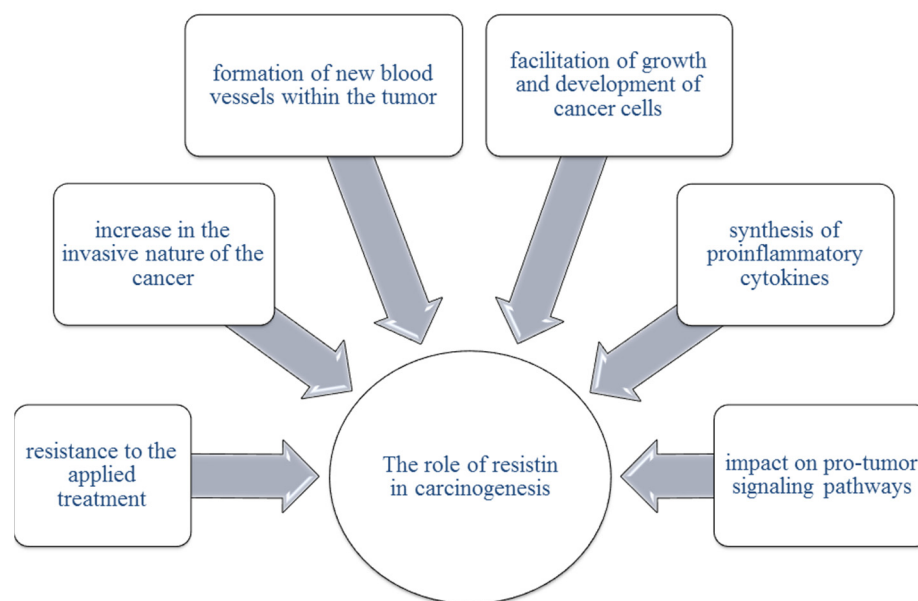 formation of new blood
vessels within the tumor
facilitation of growth
and development of
cancer cells
increase in the
invasive nature of the
cancer
synthesis of
proinflammatory
cytokines
resistance to the
applied
treatment
The role of resistin
in carcinogenesis
impact on pro-tumor
signaling pathways